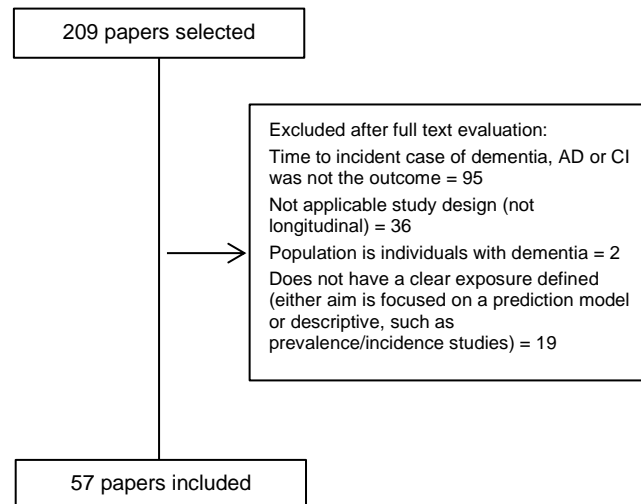 209 papers selected
Excluded after full text evaluation:
Time to incident case of dementia, AD or CI
was not the outcome = 95
Not applicable study design (not
longitudinal) = 36
Population is individuals with dementia = 2
Does not have a clear exposure defined
(either aim is focused on a prediction model
or descriptive, such as
prevalence/incidence studies) = 19
57 papers included